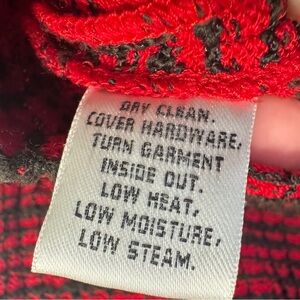 DRY CLEAN.
COVER HARDWARE,
TURN GARMENT
INSIDE OUT.
LOW HEAT,
LOW MOISTURE,
LOW STEAM.